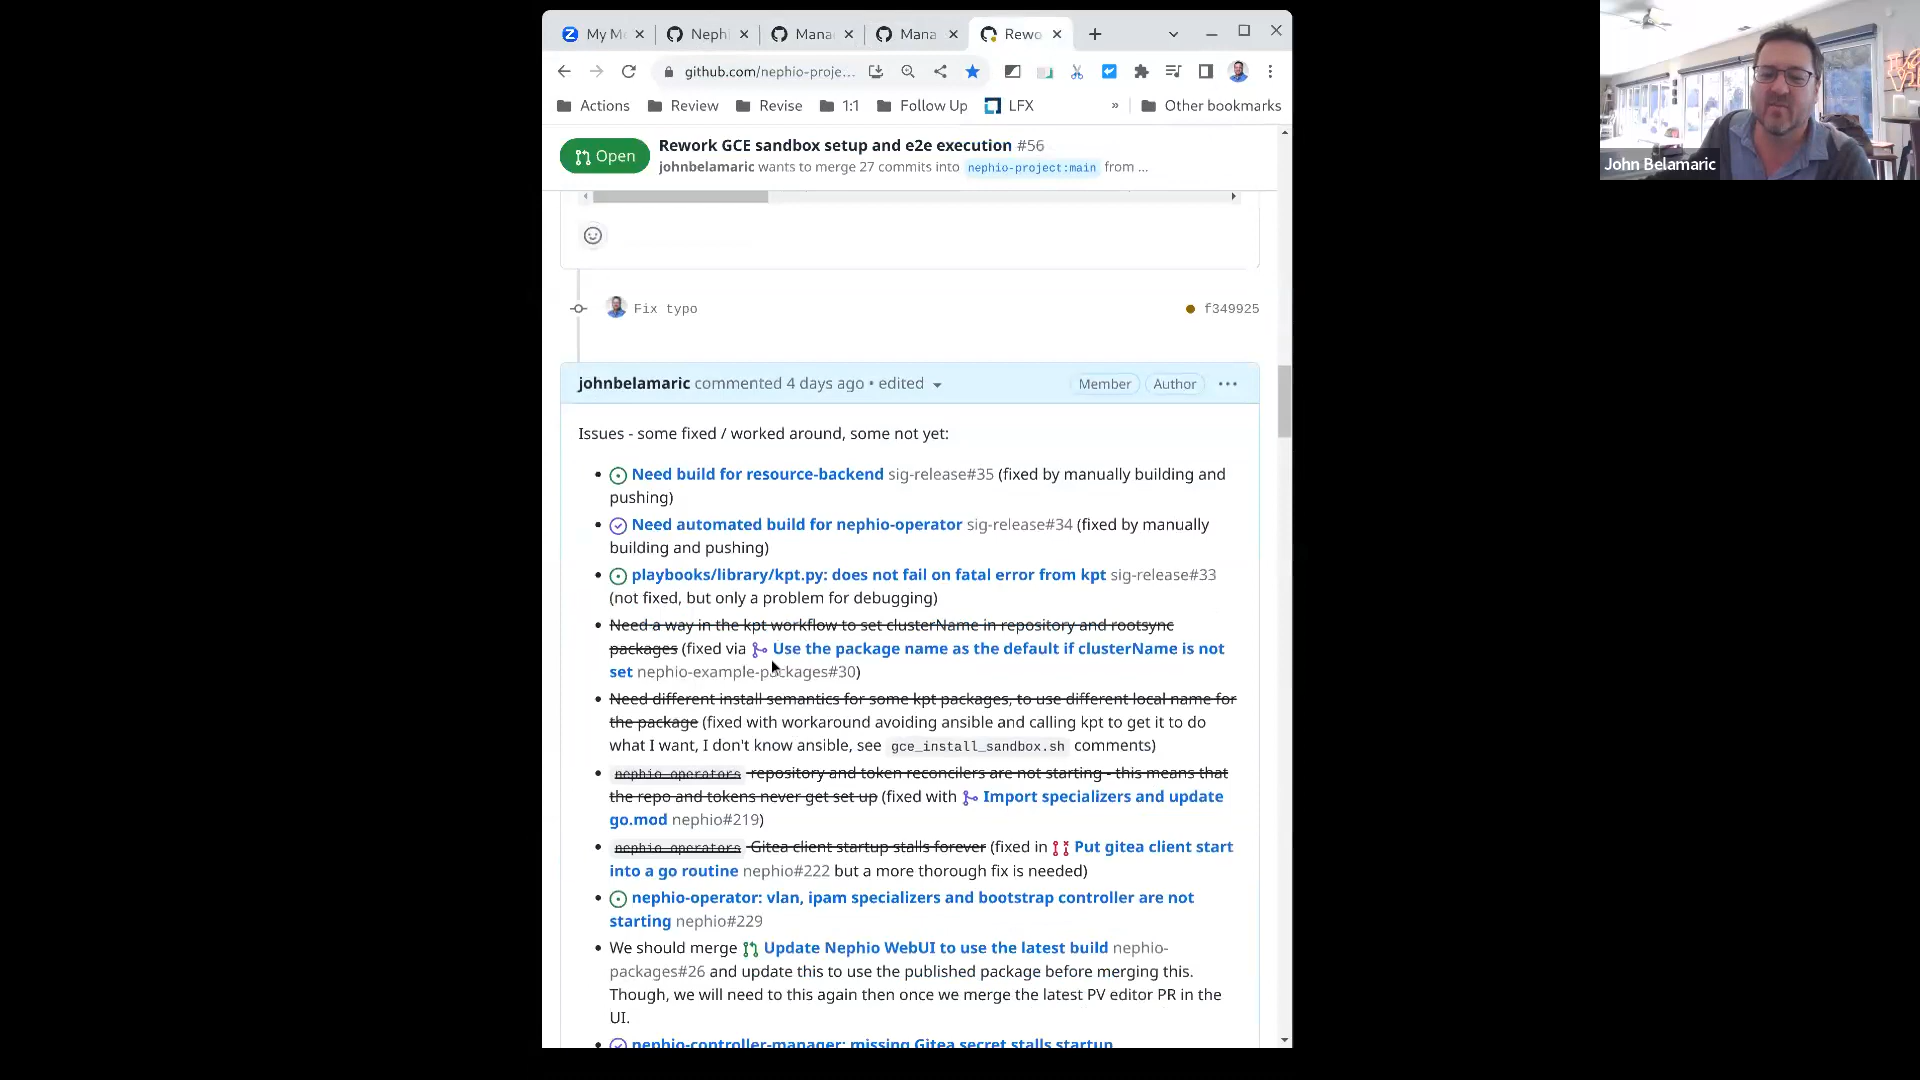 My M
Neph
Mana
Mana
Rewo
github.com/nephio-proje...
Actions
Review
Revise
1:1
Follow Up
LFX
»
Other bookmarks
Open
Rework GCE sandbox setup and e2e execution #56
johnbelamaric wants to merge 27 commits into nephio-project:main from ...
Fix typo
f349925
johnbelamaric commented 4 days ago • edited
Member
Author
Issues - some fixed / worked around, some not yet:
• Need build for resource-backend sig-release#35 (fixed by manually building and
pushing)
• Need automated build for nephio-operator sig-release#34 (fixed by manually
building and pushing)
• playbooks/library/kpt.py: does not fail on fatal error from kpt sig-release#33
(not fixed, but only a problem for debugging)
• Need a way in the kpt workflow to set clusterName in repository and rootsync
packages (fixed via Use the package name as the default if clusterName is not
set nephio-example-packages#30)
• Need different install semantics for some kpt packages, to use different local name for
the package (fixed with workaround avoiding ansible and calling kpt to get it to do
what I want, I don't know ansible, see gce_install_sandbox.sh comments)
• nephio-operators repository and token reconcilers are not starting - this means that
the repo and tokens never get set up (fixed with Import specializers and update
go.mod nephio#219)
• nephio-operators Gitea client startup stalls forever (fixed in Put gitea client start
into a go routine nephio#222 but a more thorough fix is needed)
• nephio-operator: vlan, ipam specializers and bootstrap controller are not
starting nephio#229
• We should merge Update Nephio WebUI to use the latest build nephio-
packages#26 and update this to use the published package before merging this.
Though, we will need to this again then once we merge the latest PV editor PR in the
UI.
• nephio-controller-manager: missing Gitea secret stalls startup
John Belamaric